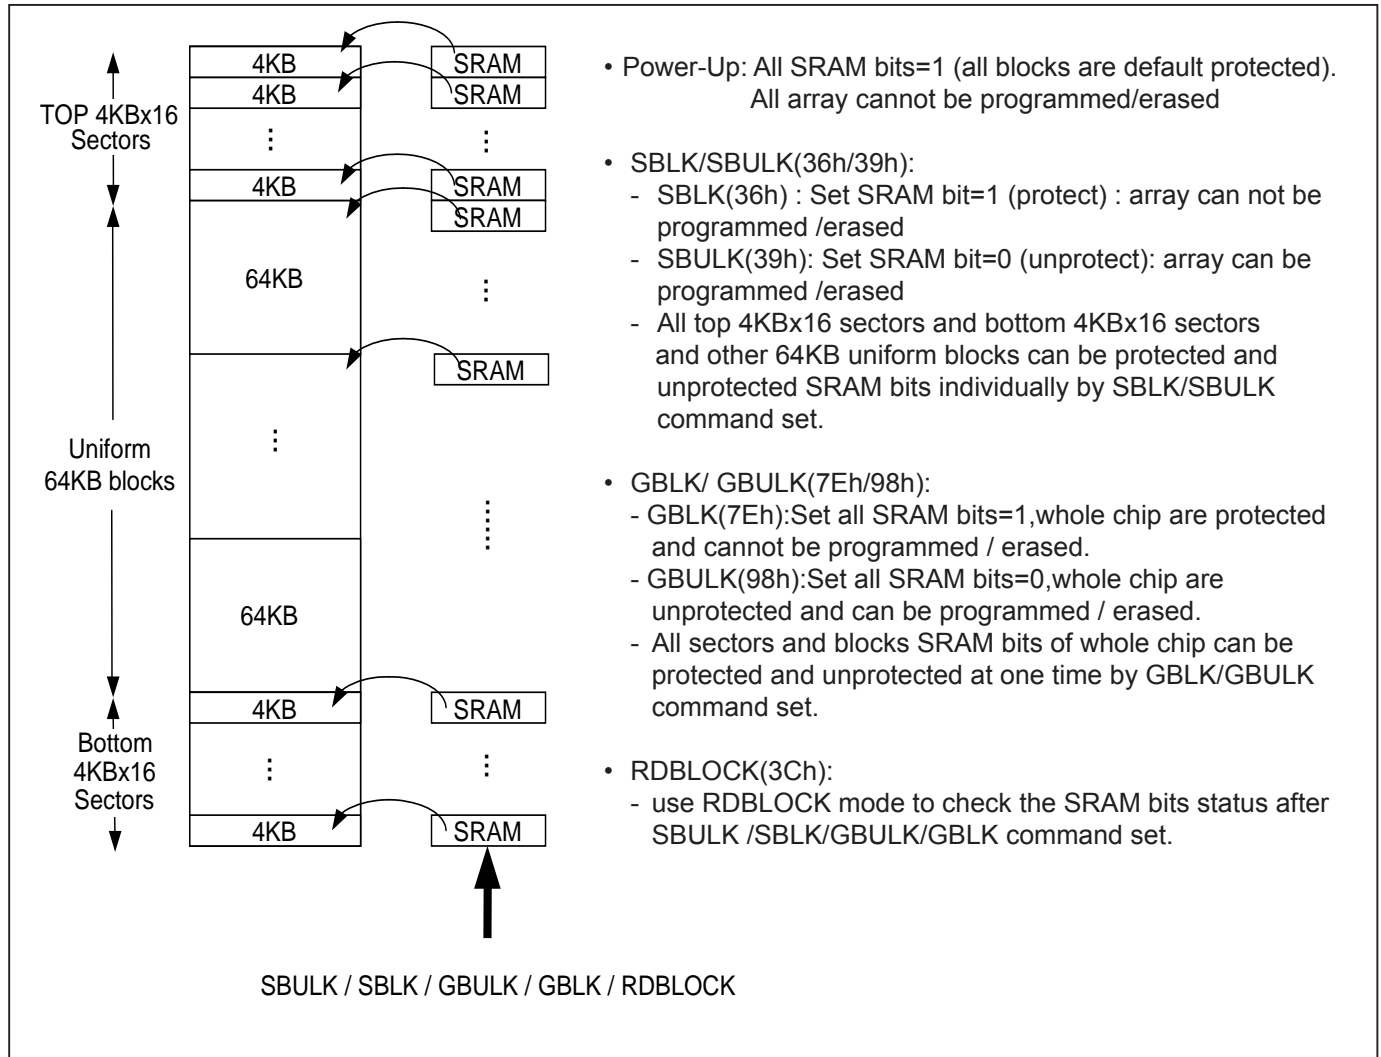 4KB
SRAM
4KB
SRAM
TOP 4KBx16
Sectors
4KB
SRAM
SRAM
64KB
SRAM
Uniform
64KB blocks
64KB
4KB
SRAM
Bottom
4KBx16
Sectors
4KB
SRAM
SBULK / SBLK / GBULK / GBLK / RDBLOCK
• Power-Up: All SRAM bits=1 (all blocks are default protected).
All array cannot be programmed/erased
• SBLK/SBULK(36h/39h):
- SBLK(36h) : Set SRAM bit=1 (protect) : array can not be
programmed /erased
- SBULK(39h): Set SRAM bit=0 (unprotect): array can be
programmed /erased
- All top 4KBx16 sectors and bottom 4KBx16 sectors
and other 64KB uniform blocks can be protected and
unprotected SRAM bits individually by SBLK/SBULK
command set.
• GBLK/ GBULK(7Eh/98h):
- GBLK(7Eh):Set all SRAM bits=1,whole chip are protected
and cannot be programmed / erased.
- GBULK(98h):Set all SRAM bits=0,whole chip are
unprotected and can be programmed / erased.
- All sectors and blocks SRAM bits of whole chip can be
protected and unprotected at one time by GBLK/GBULK
command set.
• RDBLOCK(3Ch):
- use RDBLOCK mode to check the SRAM bits status after
SBULK /SBLK/GBULK/GBLK command set.